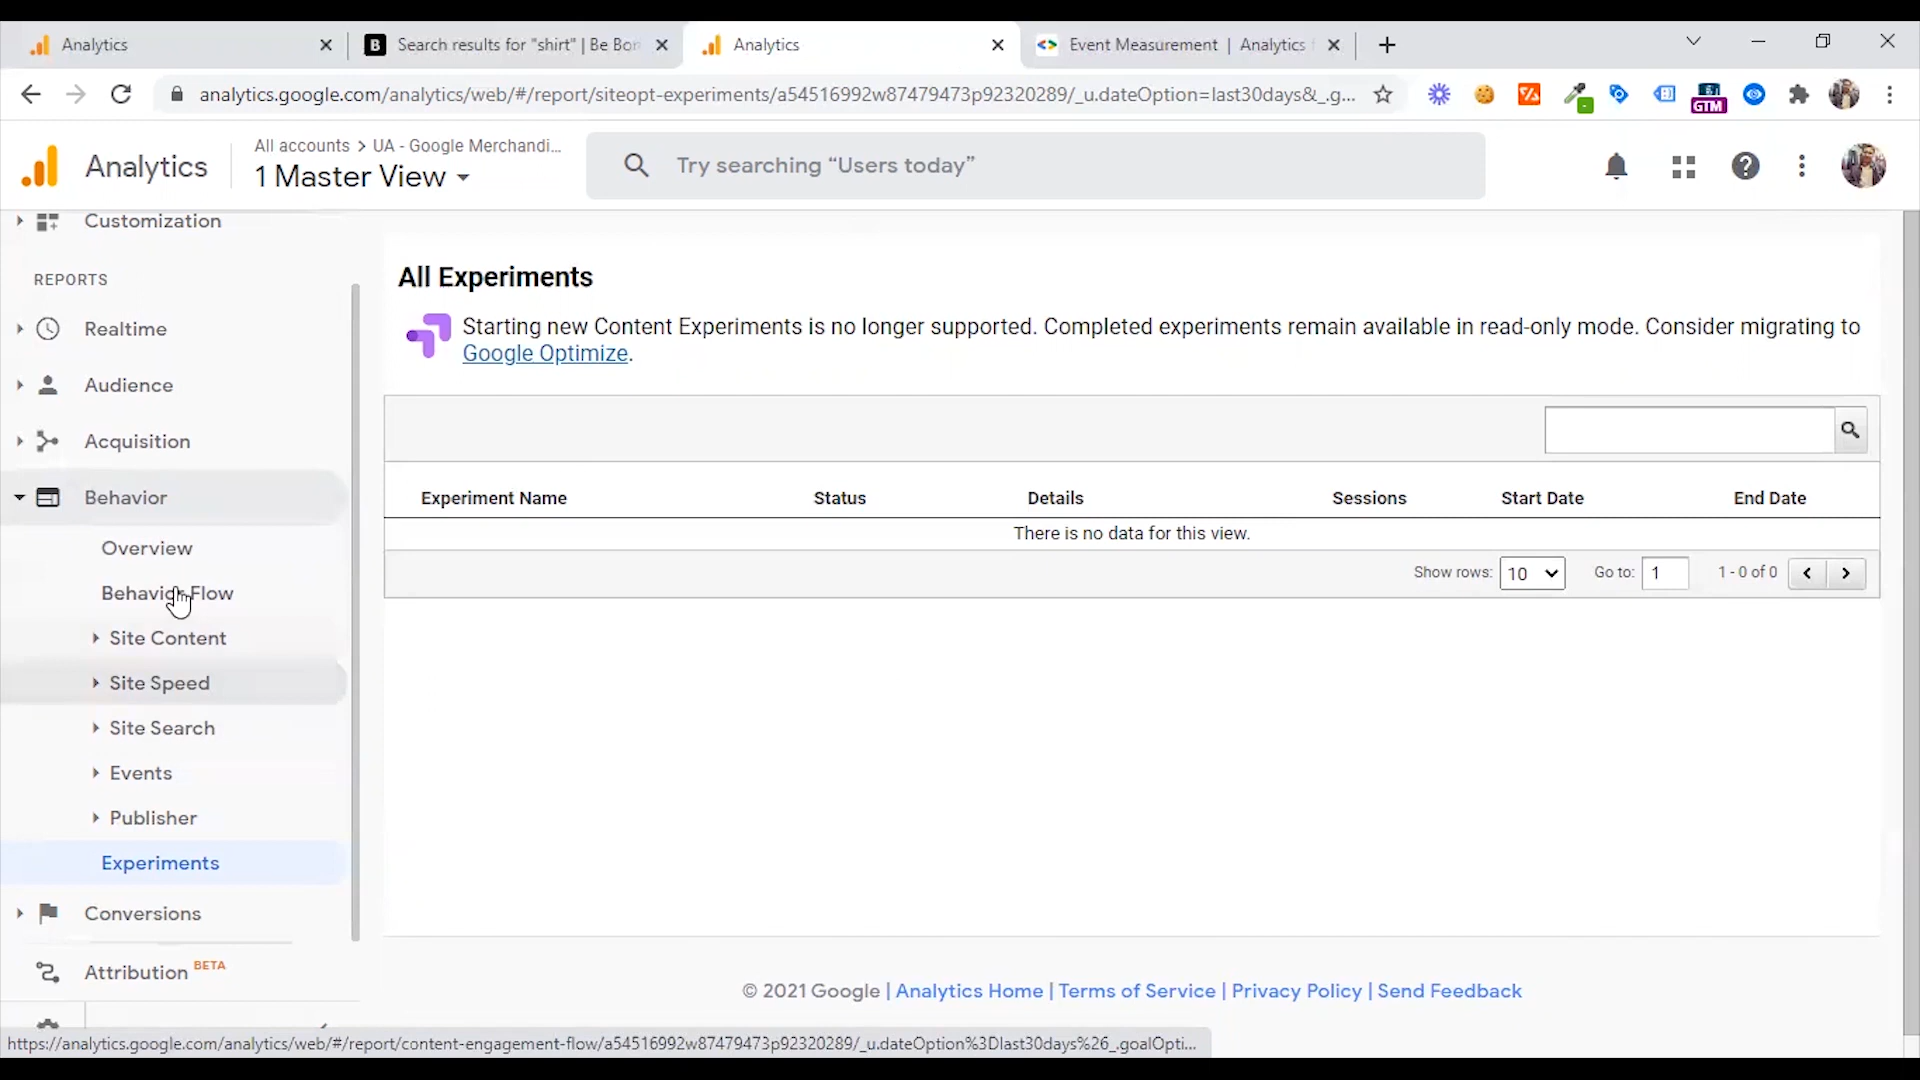 Analytics
Search results for "shirt" | Be Bon
Analytics
Event Measurement | Analytics
analytics.google.com/analytics/web/#/report/siteopt-experiments/a54516992w87479473p92320289/_u.dateOption=last30days&_.g...
GTM
Analytics
All accounts > UA - Google Merchandi...
1 Master View
Try searching “Users today”
Customization
REPORTS
Realtime
Audience
Acquisition
Behavior
Overview
Behavior Flow
Site Content
Site Speed
Site Search
Events
Publisher
Experiments
Conversions
Attribution BETA
All Experiments
Starting new Content Experiments is no longer supported. Completed experiments remain available in read-only mode. Consider migrating to
Google Optimize.
Experiment Name Status Details Sessions Start Date End Date
There is no data for this view.
Show rows: 10 Go to: 1 1 - 0 of 0
© 2021 Google | Analytics Home | Terms of Service | Privacy Policy | Send Feedback
https://analytics.google.com/analytics/web/#/report/content-engagement-flow/a54516992w87479473p92320289/_u.dateOption%3Dlast30days%26_.goalOpti...